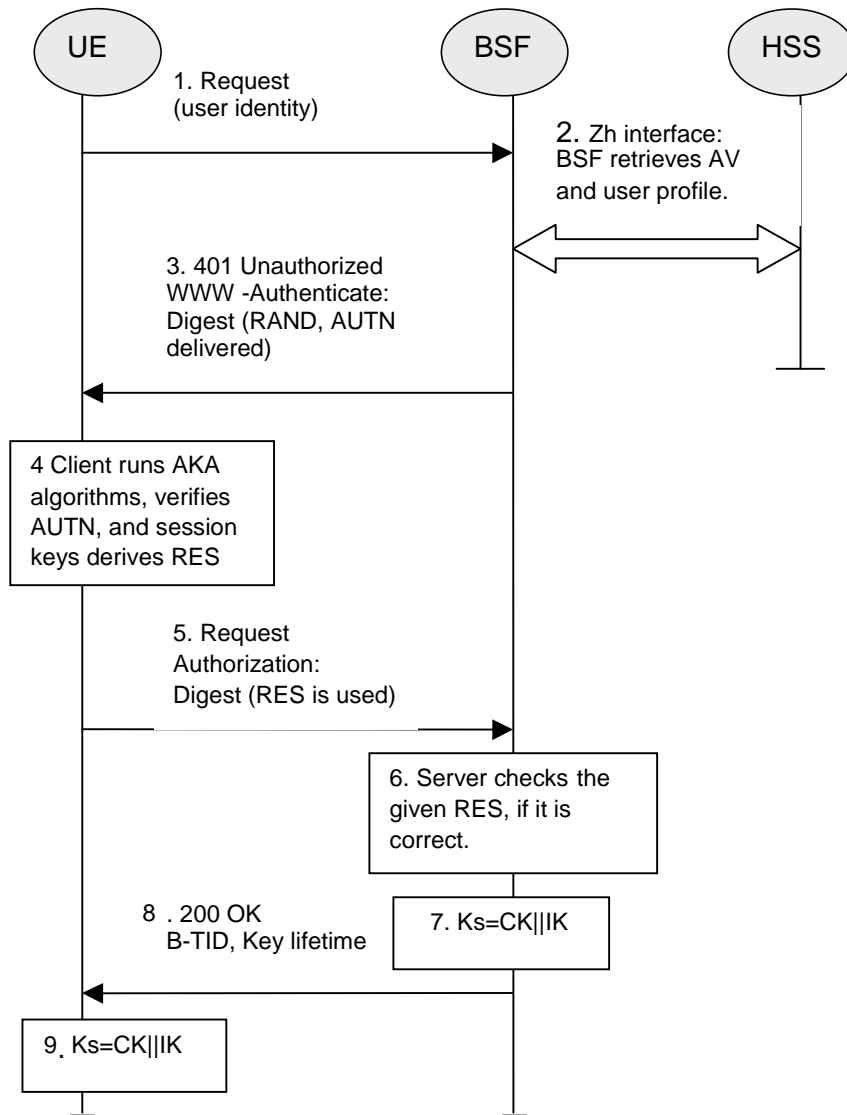 UE
BSF
HSS
1. Request
(user identity)
2. Zh interface:
BSF retrieves AV
and user profile.
3. 401 Unauthorized
WWW -Authenticate:
Digest (RAND, AUTN
delivered)
4 Client runs AKA
algorithms, verifies
AUTN, and session
keys derives RES
5. Request
Authorization:
Digest (RES is used)
6. Server checks the
given RES, if it is
correct.
7. Ks=CK||IK
8 . 200 OK
B-TID, Key lifetime
9. Ks=CK||IK